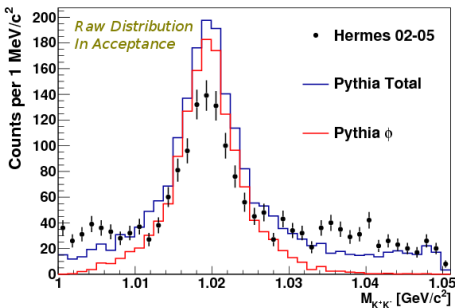 Counts per 1 MeV/c²
200
180
160
140
120
100
80
60
40
20
0
Raw Distribution
In Acceptance
Hermes 02-05
Pythia Total
Pythia ϕ
1 1.01 1.02 1.03 1.04 1.05
M_K⁺K⁻ [GeV/c²]